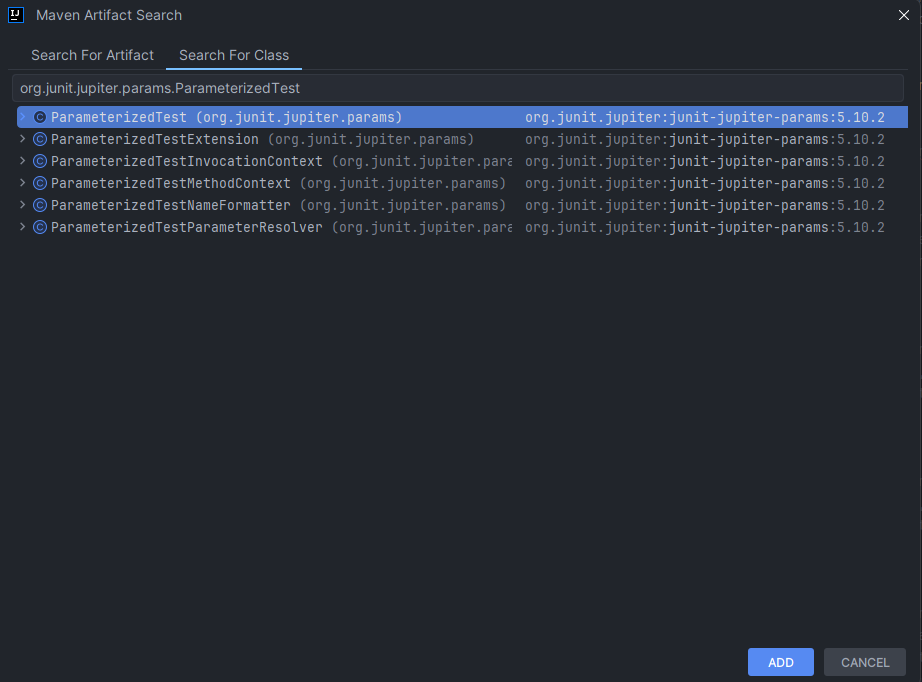 IJ Maven Artifact Search
Search For Artifact Search For Class
org.junit.jupiter.params.ParameterizedTest
C ParameterizedTest (org.junit.jupiter.params) org.junit.jupiter:junit-jupiter-params:5.10.2
C ParameterizedTestExtension (org.junit.jupiter.params) org.junit.jupiter:junit-jupiter-params:5.10.2
C ParameterizedTestInvocationContext (org.junit.jupiter.para org.junit.jupiter:junit-jupiter-params:5.10.2
C ParameterizedTestMethodContext (org.junit.jupiter.params) org.junit.jupiter:junit-jupiter-params:5.10.2
C ParameterizedTestNameFormatter (org.junit.jupiter.params) org.junit.jupiter:junit-jupiter-params:5.10.2
C ParameterizedTestParameterResolver (org.junit.jupiter.para org.junit.jupiter:junit-jupiter-params:5.10.2
ADD CANCEL